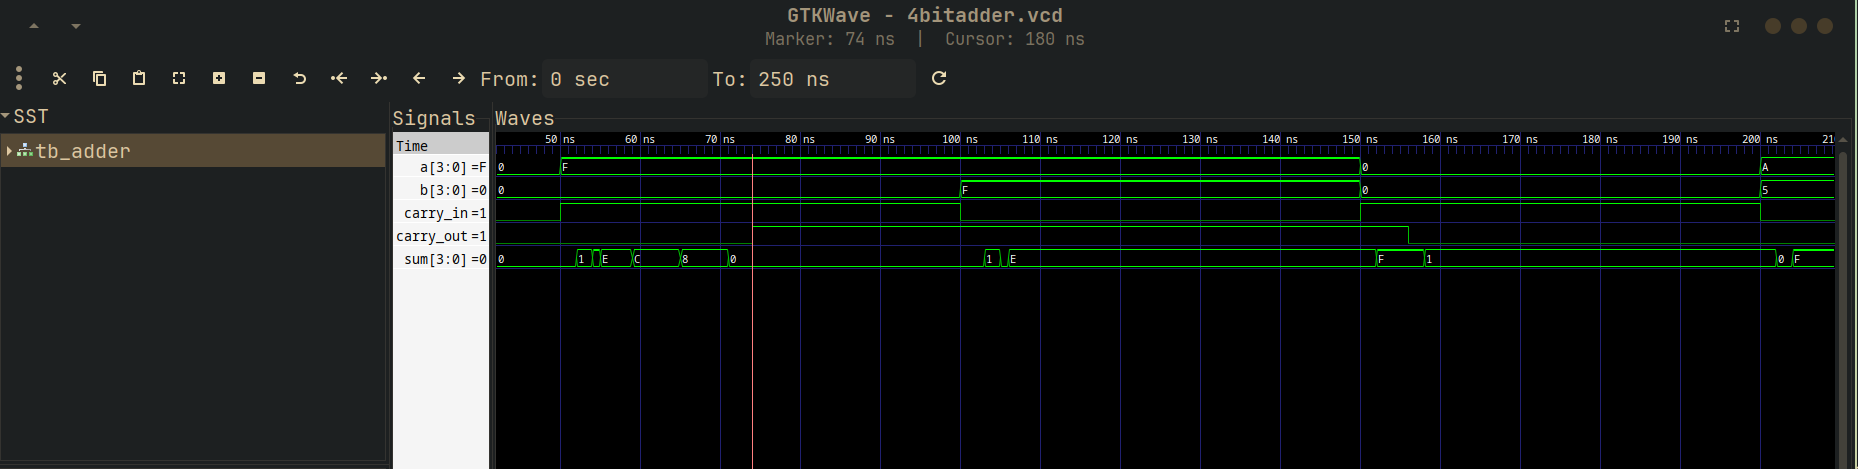 GTKWave - 4bitadder.vcd
Marker: 74 ns | Cursor: 180 ns
From: 0 sec To: 250 ns
SST
tb_adder
Signals
Time
a[3:0] =F
b[3:0] =0
carry_in =1
carry_out =1
sum[3:0] =0
Waves
50 ns 60 ns 70 ns 80 ns 90 ns 100 ns 110 ns 120 ns 130 ns 140 ns 150 ns 160 ns 170 ns 180 ns 190 ns 200 ns 21
0 F 0 A
0 F 0 5
0 1 E C 8 0 1 E F 1 0 F